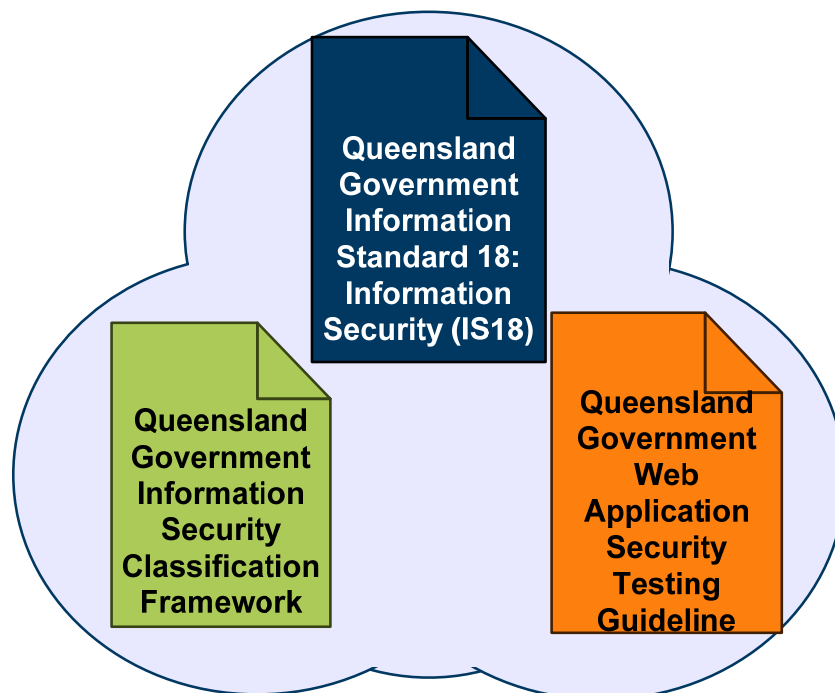 Queensland
Government
Information
Standard 18:
Information
Security (IS18)
Queensland
Government
Information
Security
Classification
Framework
Queensland
Government
Web
Application
Security
Testing
Guideline